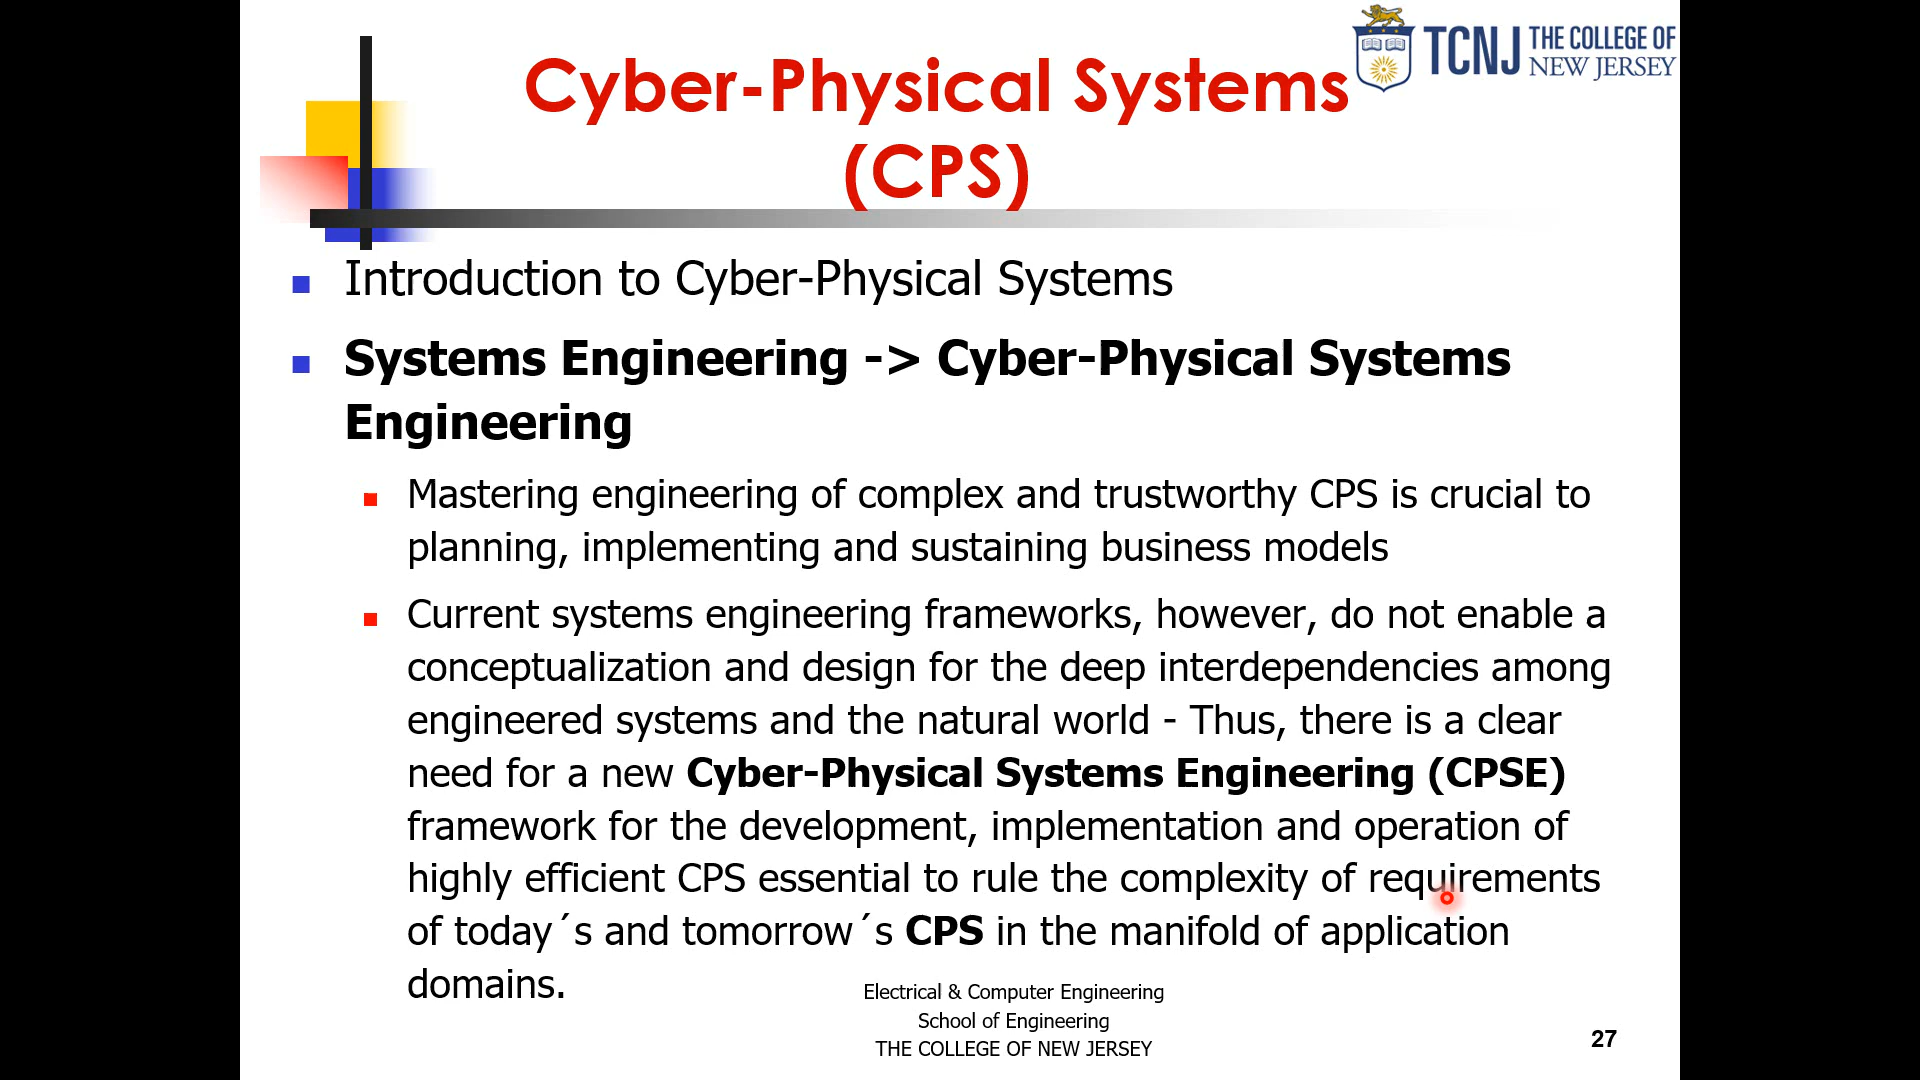 TCNJ THE COLLEGE OF
NEW JERSEY
Cyber-Physical Systems
(CPS)
Introduction to Cyber-Physical Systems
Systems Engineering -> Cyber-Physical Systems
Engineering
Mastering engineering of complex and trustworthy CPS is crucial to
planning, implementing and sustaining business models
Current systems engineering frameworks, however, do not enable a
conceptualization and design for the deep interdependencies among
engineered systems and the natural world - Thus, there is a clear
need for a new Cyber-Physical Systems Engineering (CPSE)
framework for the development, implementation and operation of
highly efficient CPS essential to rule the complexity of requirements
of today´s and tomorrow´s CPS in the manifold of application
domains.
Electrical & Computer Engineering
School of Engineering
THE COLLEGE OF NEW JERSEY
27